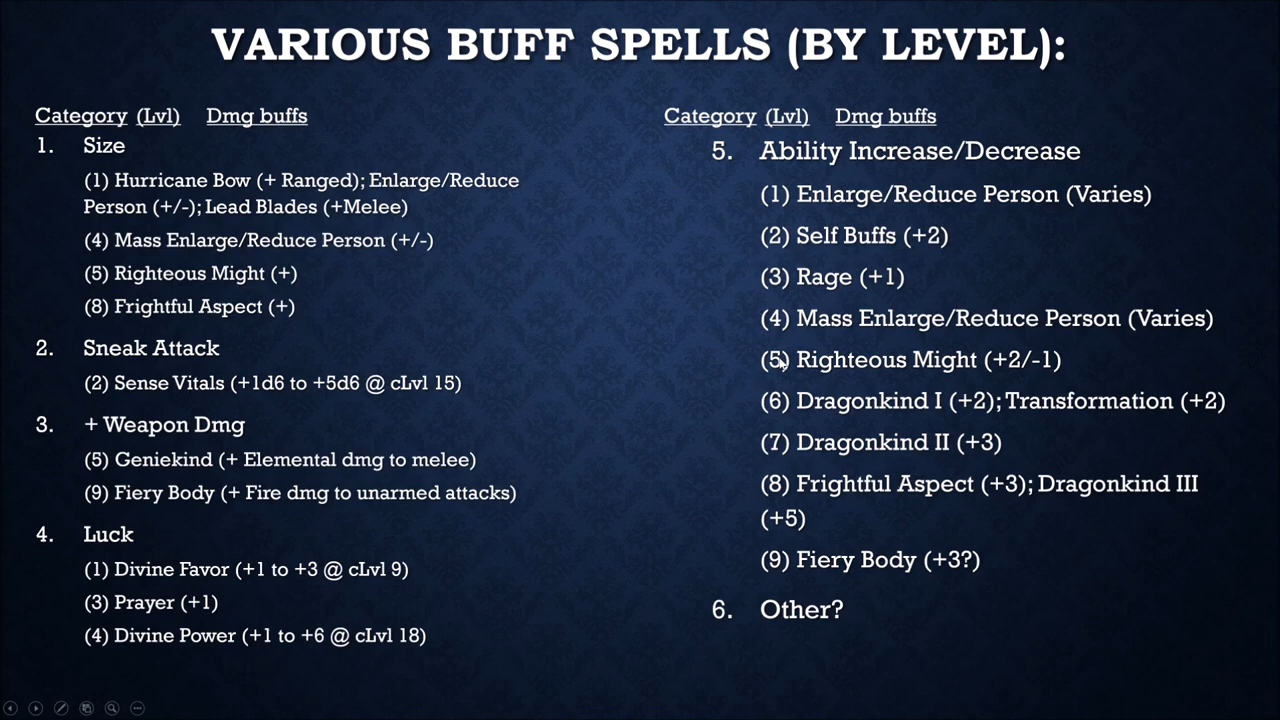 VARIOUS BUFF SPELLS (BY LEVEL):
Category (Lvl) Dmg buffs
1. Size
(1) Hurricane Bow (+ Ranged); Enlarge/Reduce
Person (+/-); Lead Blades (+Melee)
(4) Mass Enlarge/Reduce Person (+/-)
(5) Righteous Might (+)
(8) Frightful Aspect (+)
2. Sneak Attack
(2) Sense Vitals (+1d6 to +5d6 @ cLvl 15)
3. + Weapon Dmg
(5) Geniekind (+ Elemental dmg to melee)
(9) Fiery Body (+ Fire dmg to unarmed attacks)
4. Luck
(1) Divine Favor (+1 to +3 @ cLvl 9)
(3) Prayer (+1)
(4) Divine Power (+1 to +6 @ cLvl 18)
Category (Lvl) Dmg buffs
5. Ability Increase/Decrease
(1) Enlarge/Reduce Person (Varies)
(2) Self Buffs (+2)
(3) Rage (+1)
(4) Mass Enlarge/Reduce Person (Varies)
(5) Righteous Might (+2/-1)
(6) Dragonkind I (+2); Transformation (+2)
(7) Dragonkind II (+3)
(8) Frightful Aspect (+3); Dragonkind III
(+5)
(9) Fiery Body (+3?)
6. Other?